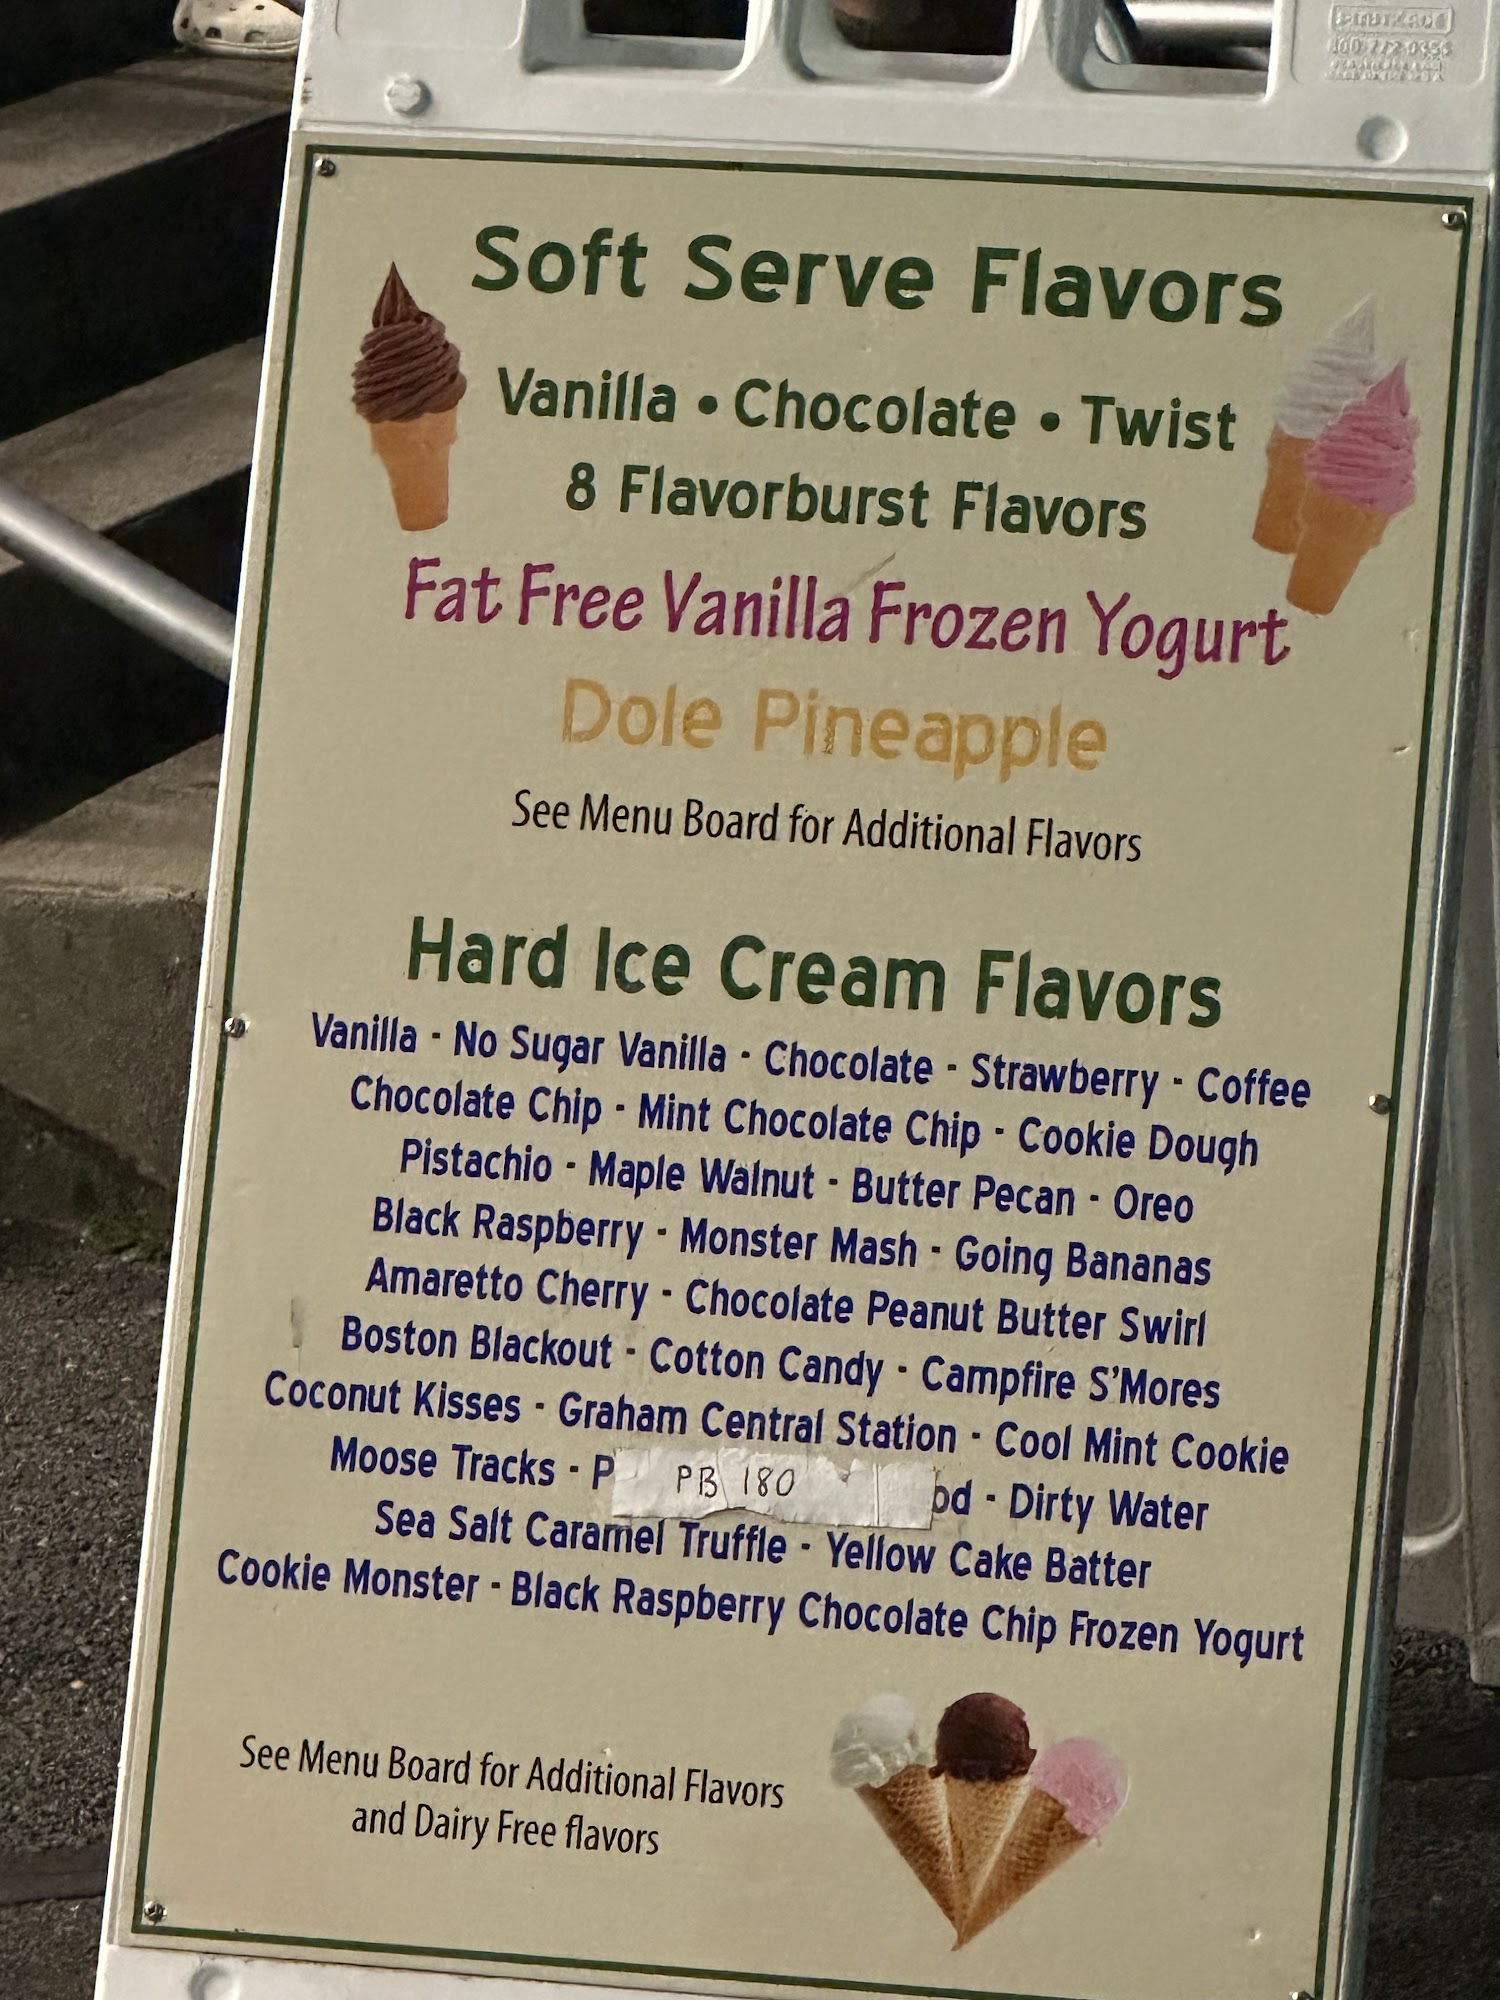 Soft Serve Flavors
Vanilla • Chocolate • Twist
8 Flavorburst Flavors
Fat Free Vanilla Frozen Yogurt
Dole Pineapple
See Menu Board for Additional Flavors
Hard Ice Cream Flavors
Vanilla - No Sugar Vanilla - Chocolate - Strawberry - Coffee
Chocolate Chip - Mint Chocolate Chip - Cookie Dough
Pistachio - Maple Walnut - Butter Pecan - Oreo
Black Raspberry - Monster Mash - Going Bananas
Amaretto Cherry - Chocolate Peanut Butter Swirl
Boston Blackout - Cotton Candy - Campfire S'Mores
Coconut Kisses - Graham Central Station - Cool Mint Cookie
Moose Tracks - P PB 180 od - Dirty Water
Sea Salt Caramel Truffle - Yellow Cake Batter
Cookie Monster - Black Raspberry Chocolate Chip Frozen Yogurt
See Menu Board for Additional Flavors
and Dairy Free flavors